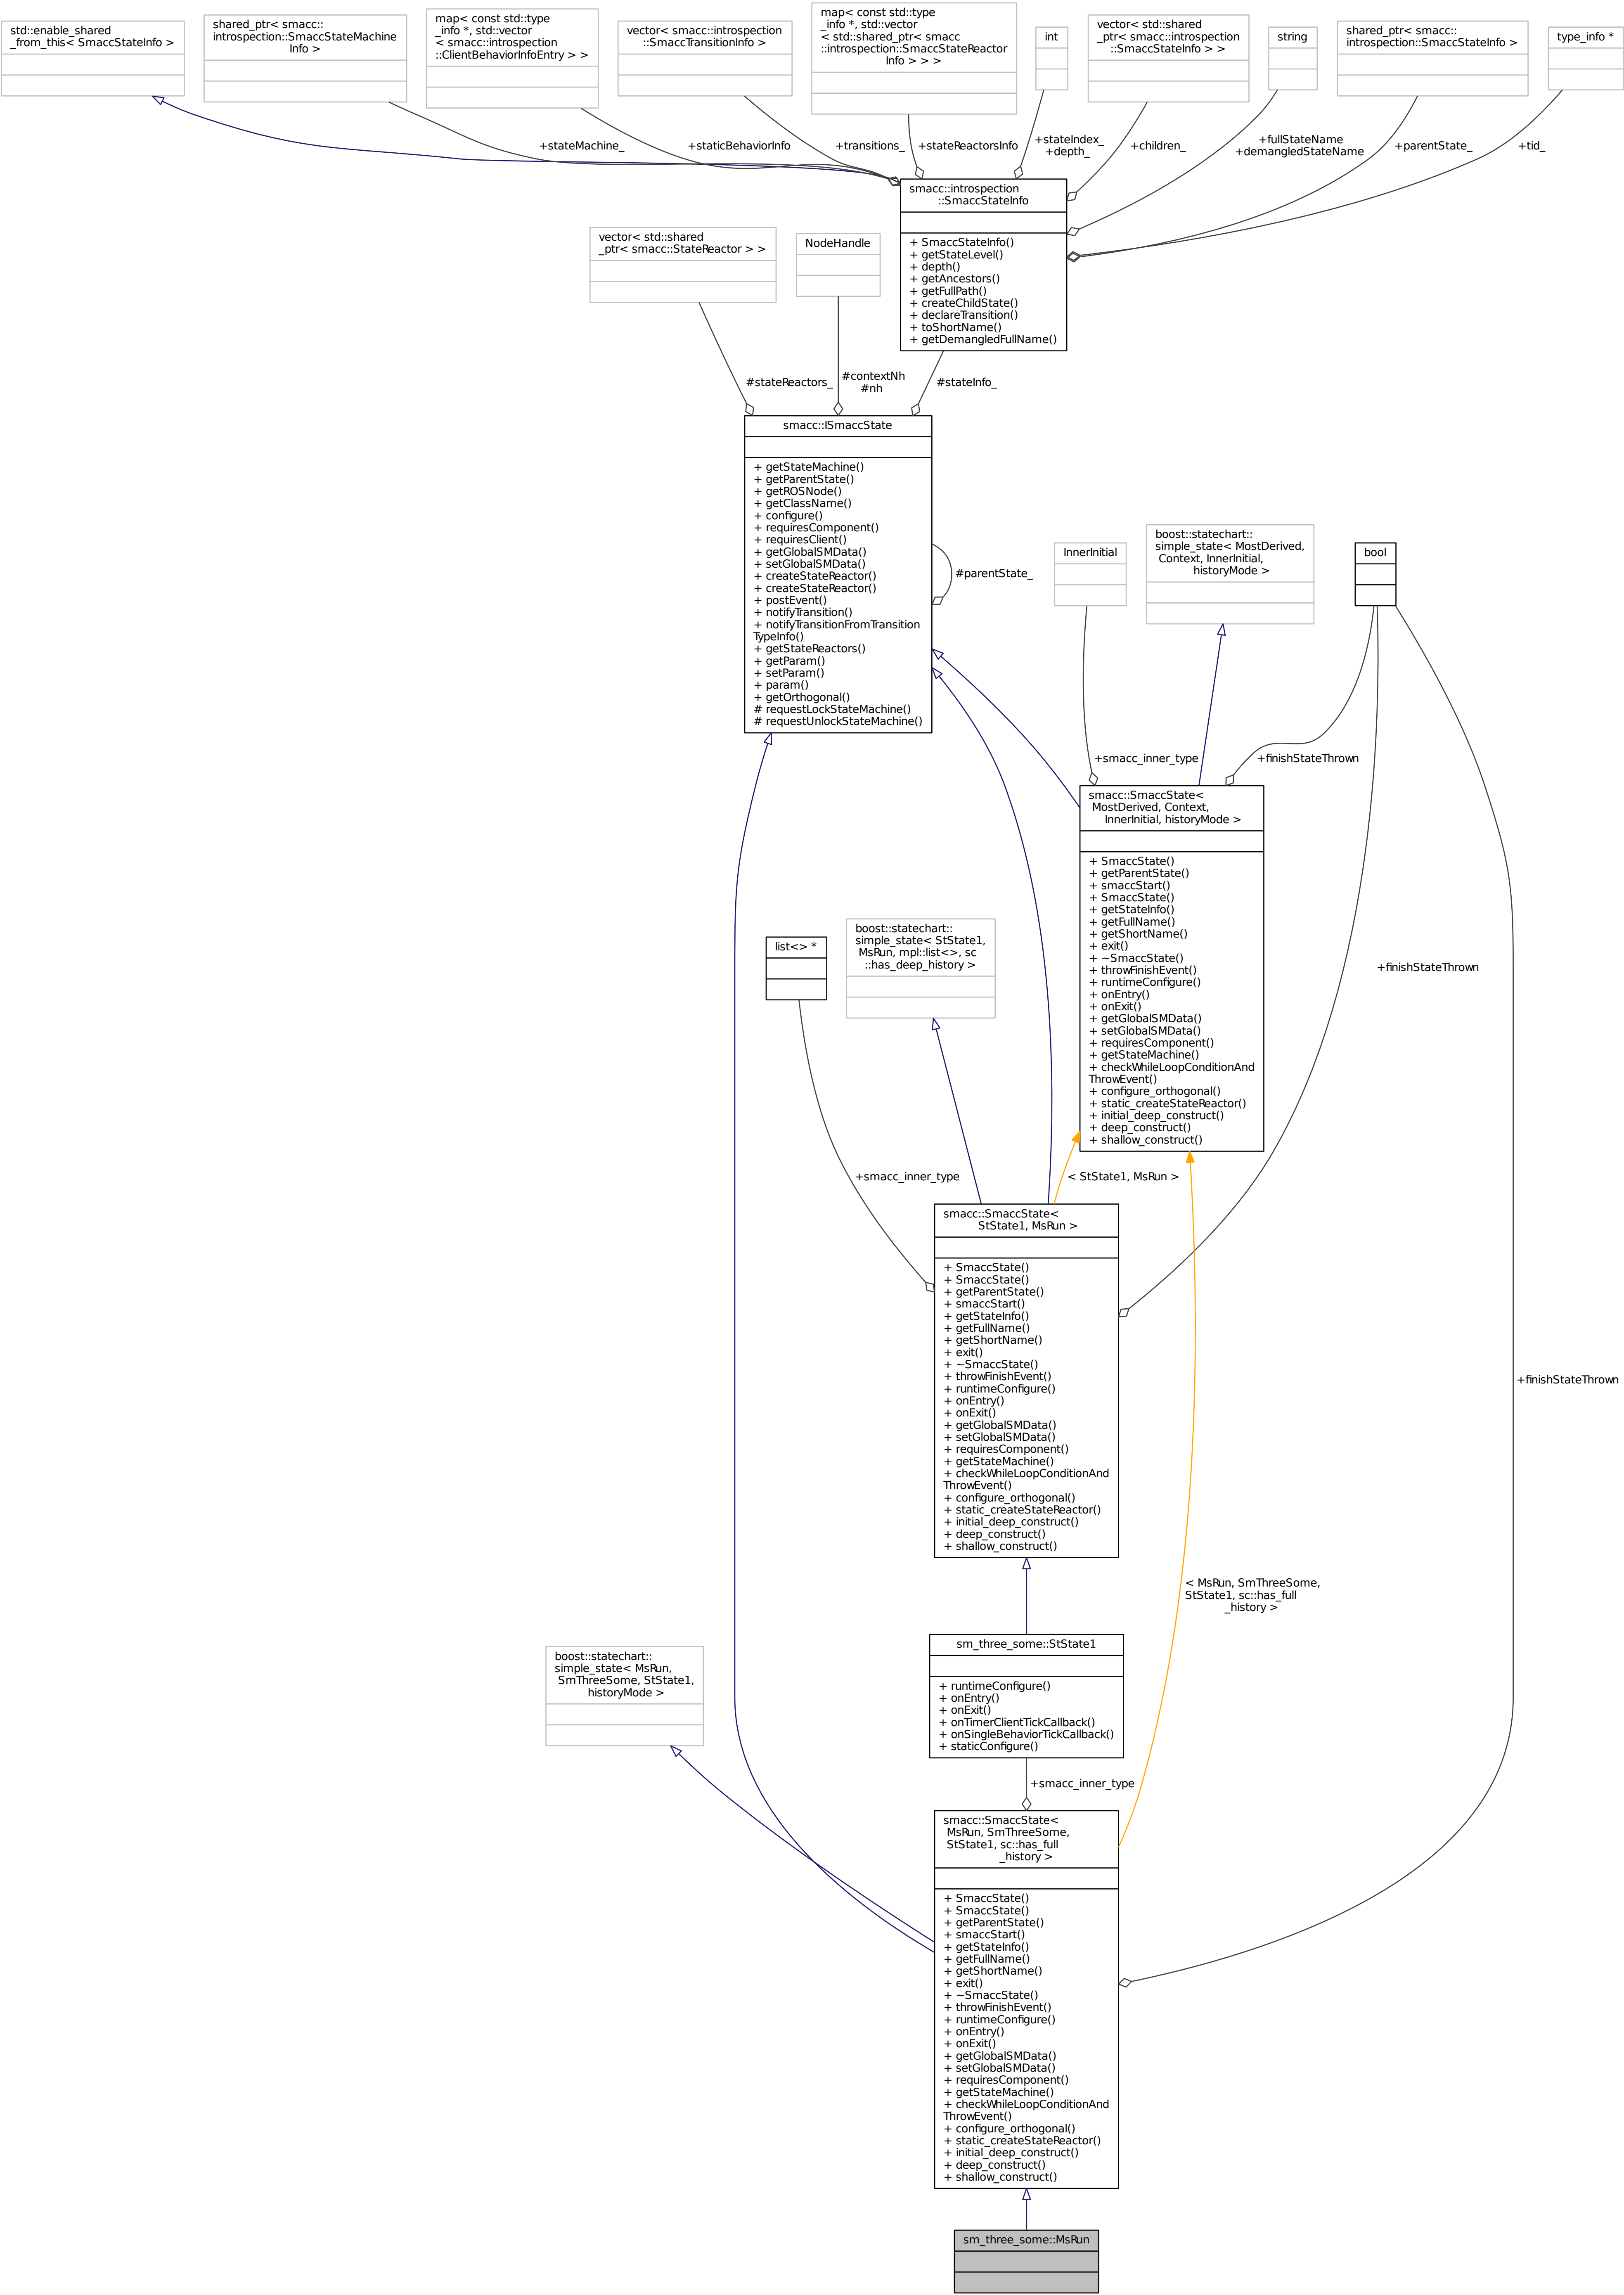 std::enable_shared
_from_this< SmaccStateInfo >
shared_ptr< smacc::
introspection::SmaccStateMachine
Info >
map< const std::type
_info *, std::vector
< smacc::introspection
::ClientBehaviorInfoEntry > >
vector< smacc::introspection
::SmaccTransitionInfo >
map< const std::type
_info *, std::vector
< std::shared_ptr< smacc
::introspection::SmaccStateReactor
Info > > >
int
vector< std::shared
_ptr< smacc::introspection
::SmaccStateInfo > >
string
shared_ptr< smacc::
introspection::SmaccStateInfo >
type_info *
+stateMachine_
+staticBehaviorInfo
+transitions_
+stateReactorsInfo
+stateIndex_
+depth_
+children_
+fullStateName
+demangledStateName
+parentState_
+tid_
smacc::introspection
::SmaccStateInfo
+ SmaccStateInfo()
+ getStateLevel()
+ depth()
+ getAncestors()
+ getFullPath()
+ createChildState()
+ declareTransition()
+ toShortName()
+ getDemangledFullName()
vector< std::shared
_ptr< smacc::StateReactor > >
NodeHandle
#stateReactors_
#contextNh
#nh
#stateInfo_
smacc::ISmaccState
+ getStateMachine()
+ getParentState()
+ getROSNode()
+ getClassName()
+ configure()
+ requiresComponent()
+ requiresClient()
+ getGlobalSMData()
+ setGlobalSMData()
+ createStateReactor()
+ createStateReactor()
+ postEvent()
+ notifyTransition()
+ notifyTransitionFromTransition
TypeInfo()
+ getStateReactors()
+ getParam()
+ setParam()
+ param()
+ getOrthogonal()
# requestLockStateMachine()
# requestUnlockStateMachine()
#parentState_
InnerInitial
boost::statechart::
simple_state< MostDerived,
Context, InnerInitial,
historyMode >
bool
+smacc_inner_type
+finishStateThrown
smacc::SmaccState<
MostDerived, Context,
InnerInitial, historyMode >
+ SmaccState()
+ getParentState()
+ smaccStart()
+ SmaccState()
+ getStateInfo()
+ getFullName()
+ getShortName()
+ exit()
+ ~SmaccState()
+ throwFinishEvent()
+ runtimeConfigure()
+ onEntry()
+ onExit()
+ getGlobalSMData()
+ setGlobalSMData()
+ requiresComponent()
+ getStateMachine()
+ checkWhileLoopConditionAnd
ThrowEvent()
+ configure_orthogonal()
+ static_createStateReactor()
+ initial_deep_construct()
+ deep_construct()
+ shallow_construct()
list<> *
boost::statechart::
simple_state< StState1,
MsRun, mpl::list<>, sc
::has_deep_history >
+finishStateThrown
+smacc_inner_type
< StState1, MsRun >
smacc::SmaccState<
StState1, MsRun >
+ SmaccState()
+ SmaccState()
+ getParentState()
+ smaccStart()
+ getStateInfo()
+ getFullName()
+ getShortName()
+ exit()
+ ~SmaccState()
+ throwFinishEvent()
+ runtimeConfigure()
+ onEntry()
+ onExit()
+ getGlobalSMData()
+ setGlobalSMData()
+ requiresComponent()
+ getStateMachine()
+ checkWhileLoopConditionAnd
ThrowEvent()
+ configure_orthogonal()
+ static_createStateReactor()
+ initial_deep_construct()
+ deep_construct()
+ shallow_construct()
+finishStateThrown
< MsRun, SmThreeSome,
StState1, sc::has_full
_history >
sm_three_some::StState1
+ runtimeConfigure()
+ onEntry()
+ onExit()
+ onTimerClientTickCallback()
+ onSingleBehaviorTickCallback()
+ staticConfigure()
boost::statechart::
simple_state< MsRun,
SmThreeSome, StState1,
historyMode >
+smacc_inner_type
smacc::SmaccState<
MsRun, SmThreeSome,
StState1, sc::has_full
_history >
+ SmaccState()
+ SmaccState()
+ getParentState()
+ smaccStart()
+ getStateInfo()
+ getFullName()
+ getShortName()
+ exit()
+ ~SmaccState()
+ throwFinishEvent()
+ runtimeConfigure()
+ onEntry()
+ onExit()
+ getGlobalSMData()
+ setGlobalSMData()
+ requiresComponent()
+ getStateMachine()
+ checkWhileLoopConditionAnd
ThrowEvent()
+ configure_orthogonal()
+ static_createStateReactor()
+ initial_deep_construct()
+ deep_construct()
+ shallow_construct()
sm_three_some::MsRun